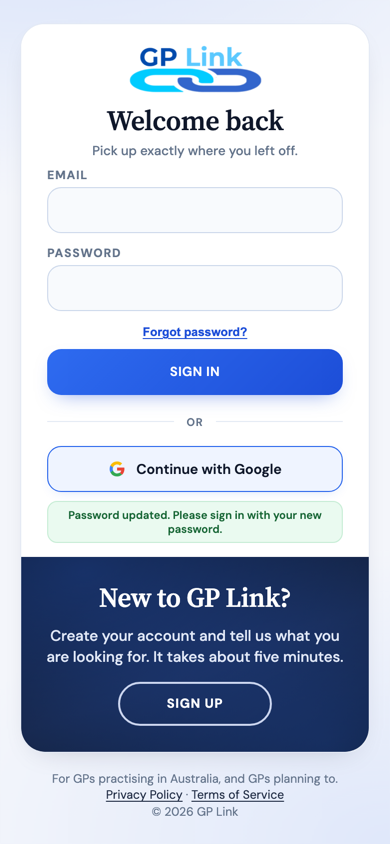 GP Link
Welcome back
Pick up exactly where you left off.
EMAIL
PASSWORD
Forgot password?
SIGN IN
OR
Continue with Google
Password updated. Please sign in with your new
password.
New to GP Link?
Create your account and tell us what you
are looking for. It takes about five minutes.
SIGN UP
For GPs practising in Australia, and GPs planning to.
Privacy Policy · Terms of Service
© 2026 GP Link